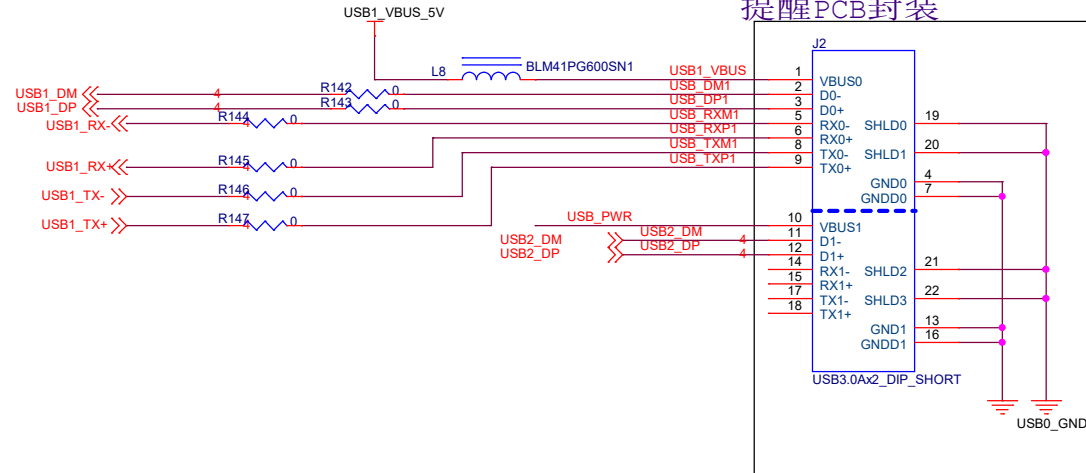 提醒PCB封装
USB1_VBUS_5V
J2
L8
BLM41PG600SN1
USB1_VBUS
1
VBUS0
USB1_DM
4
R142
0
USB_DM1
2
D0-
USB1_DP
4
R143
0
USB_DP1
3
D0+
USB1_RX-
R144
4
0
USB_RXM1
5
RX0-
SHLD0
19
USB_RXP1
6
RX0+
USB_TXM1
8
TX0-
SHLD1
20
USB1_RX+
R145
4
0
USB_TXP1
9
TX0+
GND0
4
USB1_TX-
R146
4
0
GNDD0
7
USB1_TX+
R147
4
0
USB_PWR
10
VBUS1
USB2_DM
USB2_DM
4
11
D1-
USB2_DP
USB2_DP
4
12
D1+
14
RX1-
SHLD2
21
15
RX1+
17
TX1-
SHLD3
22
18
TX1+
GND1
13
GNDD1
16
USB3.0Ax2_DIP_SHORT
USB0_GND